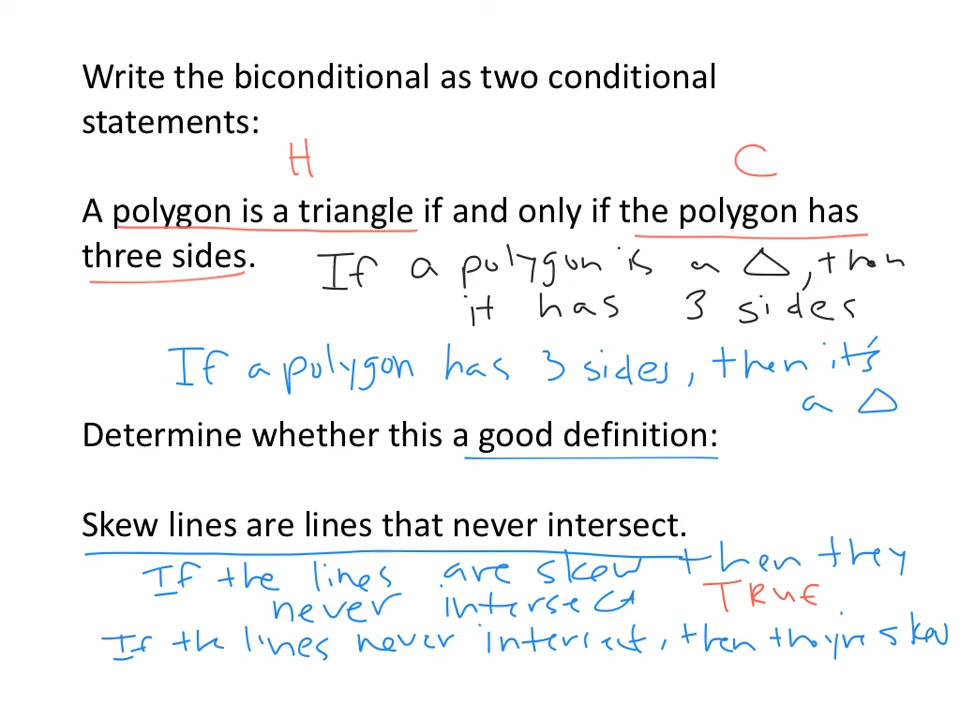 Write the biconditional as two conditional
statements:
H C
A polygon is a triangle if and only if the polygon has
three sides.
If a polygon is a △, then
it has 3 sides
If a polygon has 3 sides, then it's
a △
Determine whether this a good definition:
Skew lines are lines that never intersect.
If the lines are skew then they
never intersect TRUE
If the lines never intersect, then they're skew